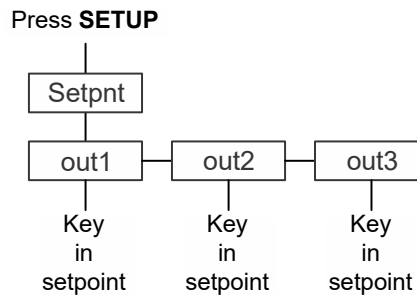 Press SETUP
Setpnt
out1 out2 out3
Key Key Key
in in in
setpoint setpoint setpoint